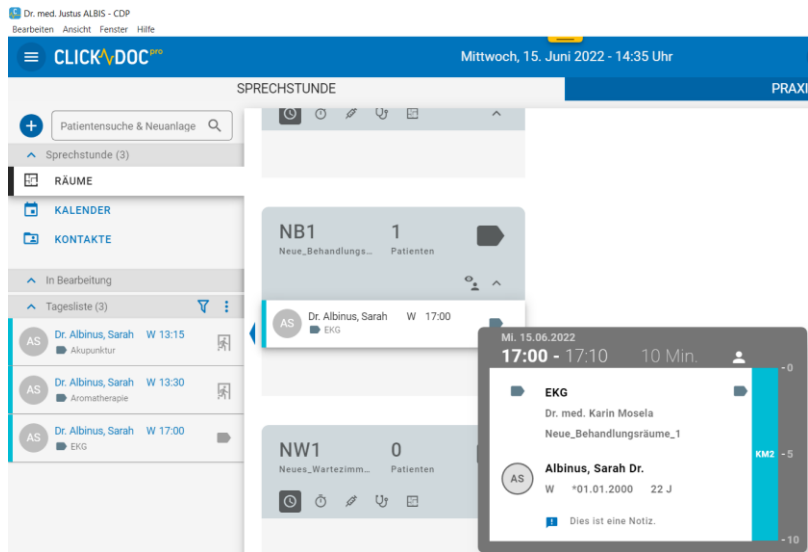 Dr. med. Justus ALBIS - CDP
Bearbeiten Ansicht Fenster Hilfe
CLICKDOC pro
Mittwoch, 15. Juni 2022 - 14:35 Uhr
SPRECHSTUNDE
PRAXI
Patientensuche & Neuanlage
Sprechstunde (3)
RÄUME
KALENDER
KONTAKTE
In Bearbeitung
Tagesliste (3)
AS
Dr. Albinus, Sarah W 13:15
Akupunktur
AS
Dr. Albinus, Sarah W 13:30
Aromatherapie
AS
Dr. Albinus, Sarah W 17:00
EKG
NB1 1
Neue_Behandlungs... Patienten
AS
Dr. Albinus, Sarah W 17:00
EKG
NW1 0
Neues_Wartezimm... Patienten
Mi. 15.06.2022
17:00 - 17:10 10 Min.
EKG
Dr. med. Karin Mosela
Neue_Behandlungsräume_1
AS
Albinus, Sarah Dr.
W *01.01.2000 22 J
Dies ist eine Notiz.
KM2
-0
-5
-10